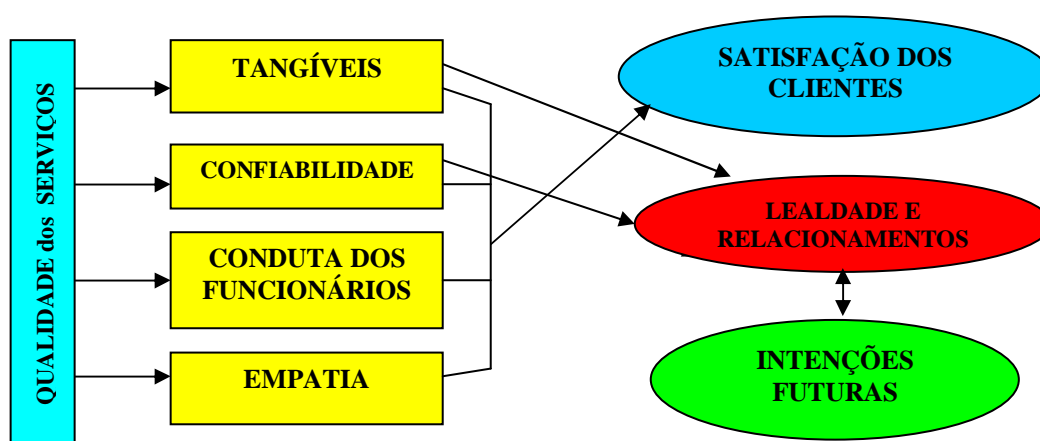 QUALIDADE dos SERVIÇOS
TANGÍVEIS
CONFIABILIDADE
CONDUTA DOS
FUNCIONÁRIOS
EMPATIA
SATISFAÇÃO DOS
CLIENTES
LEALDADE E
RELACIONAMENTOS
INTENÇÕES
FUTURAS